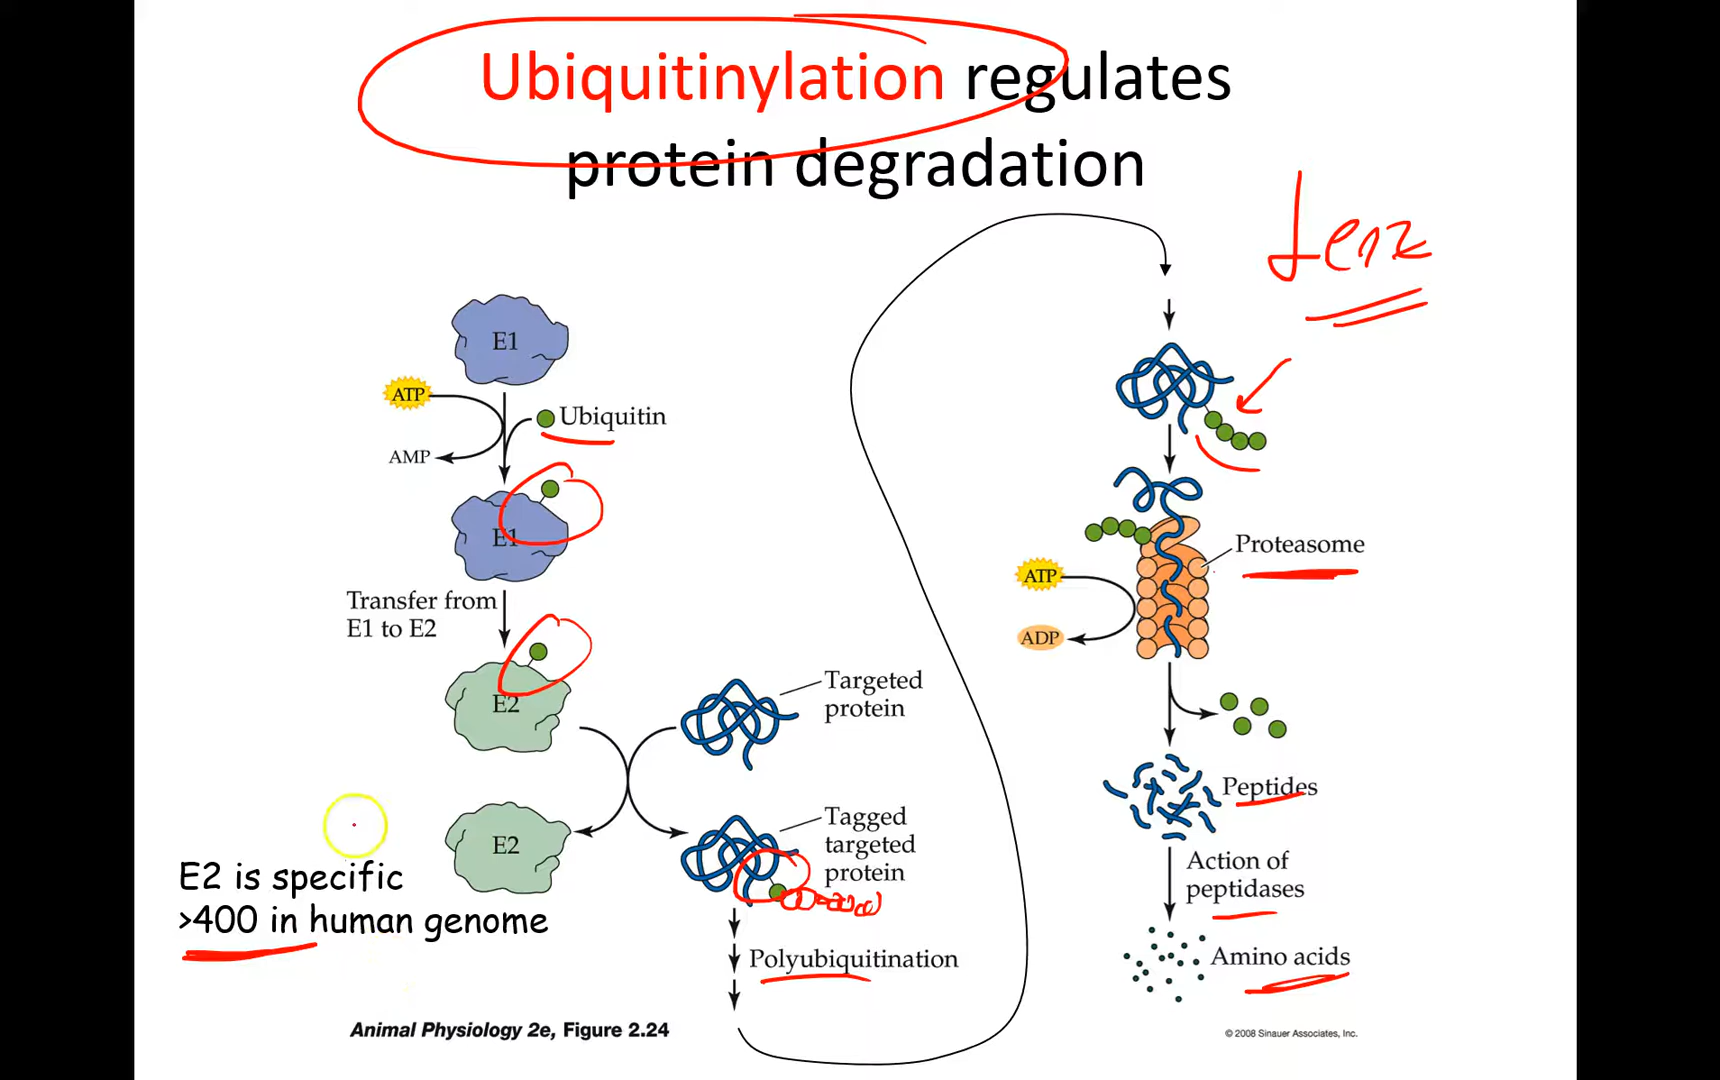 Ubiquitinylation regulates
protein degradation
E1
ATP
Ubiquitin
AMP
E1
Transfer from
E1 to E2
E2
Targeted
protein
E2
Tagged
targeted
protein
E2 is specific
>400 in human genome
Polyubiquitination
Animal Physiology 2e, Figure 2.24
Proteasome
ATP
ADP
Peptides
Action of
peptidases
Amino acids
© 2008 Sinauer Associates, Inc.